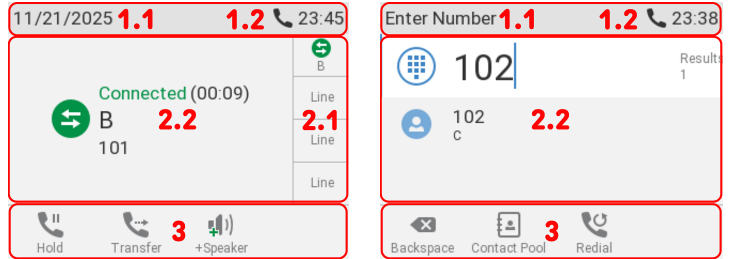 11/21/2025 1.1 1.2 23:45
B
Connected (00:09)
Line
B 2.2 2.1
101
Line
Line
Hold Transfer 3 +Speaker
Enter Number 1.1 1.2 23:38
102 Results
1
102 2.2
C
Backspace Contact Pool 3 Redial